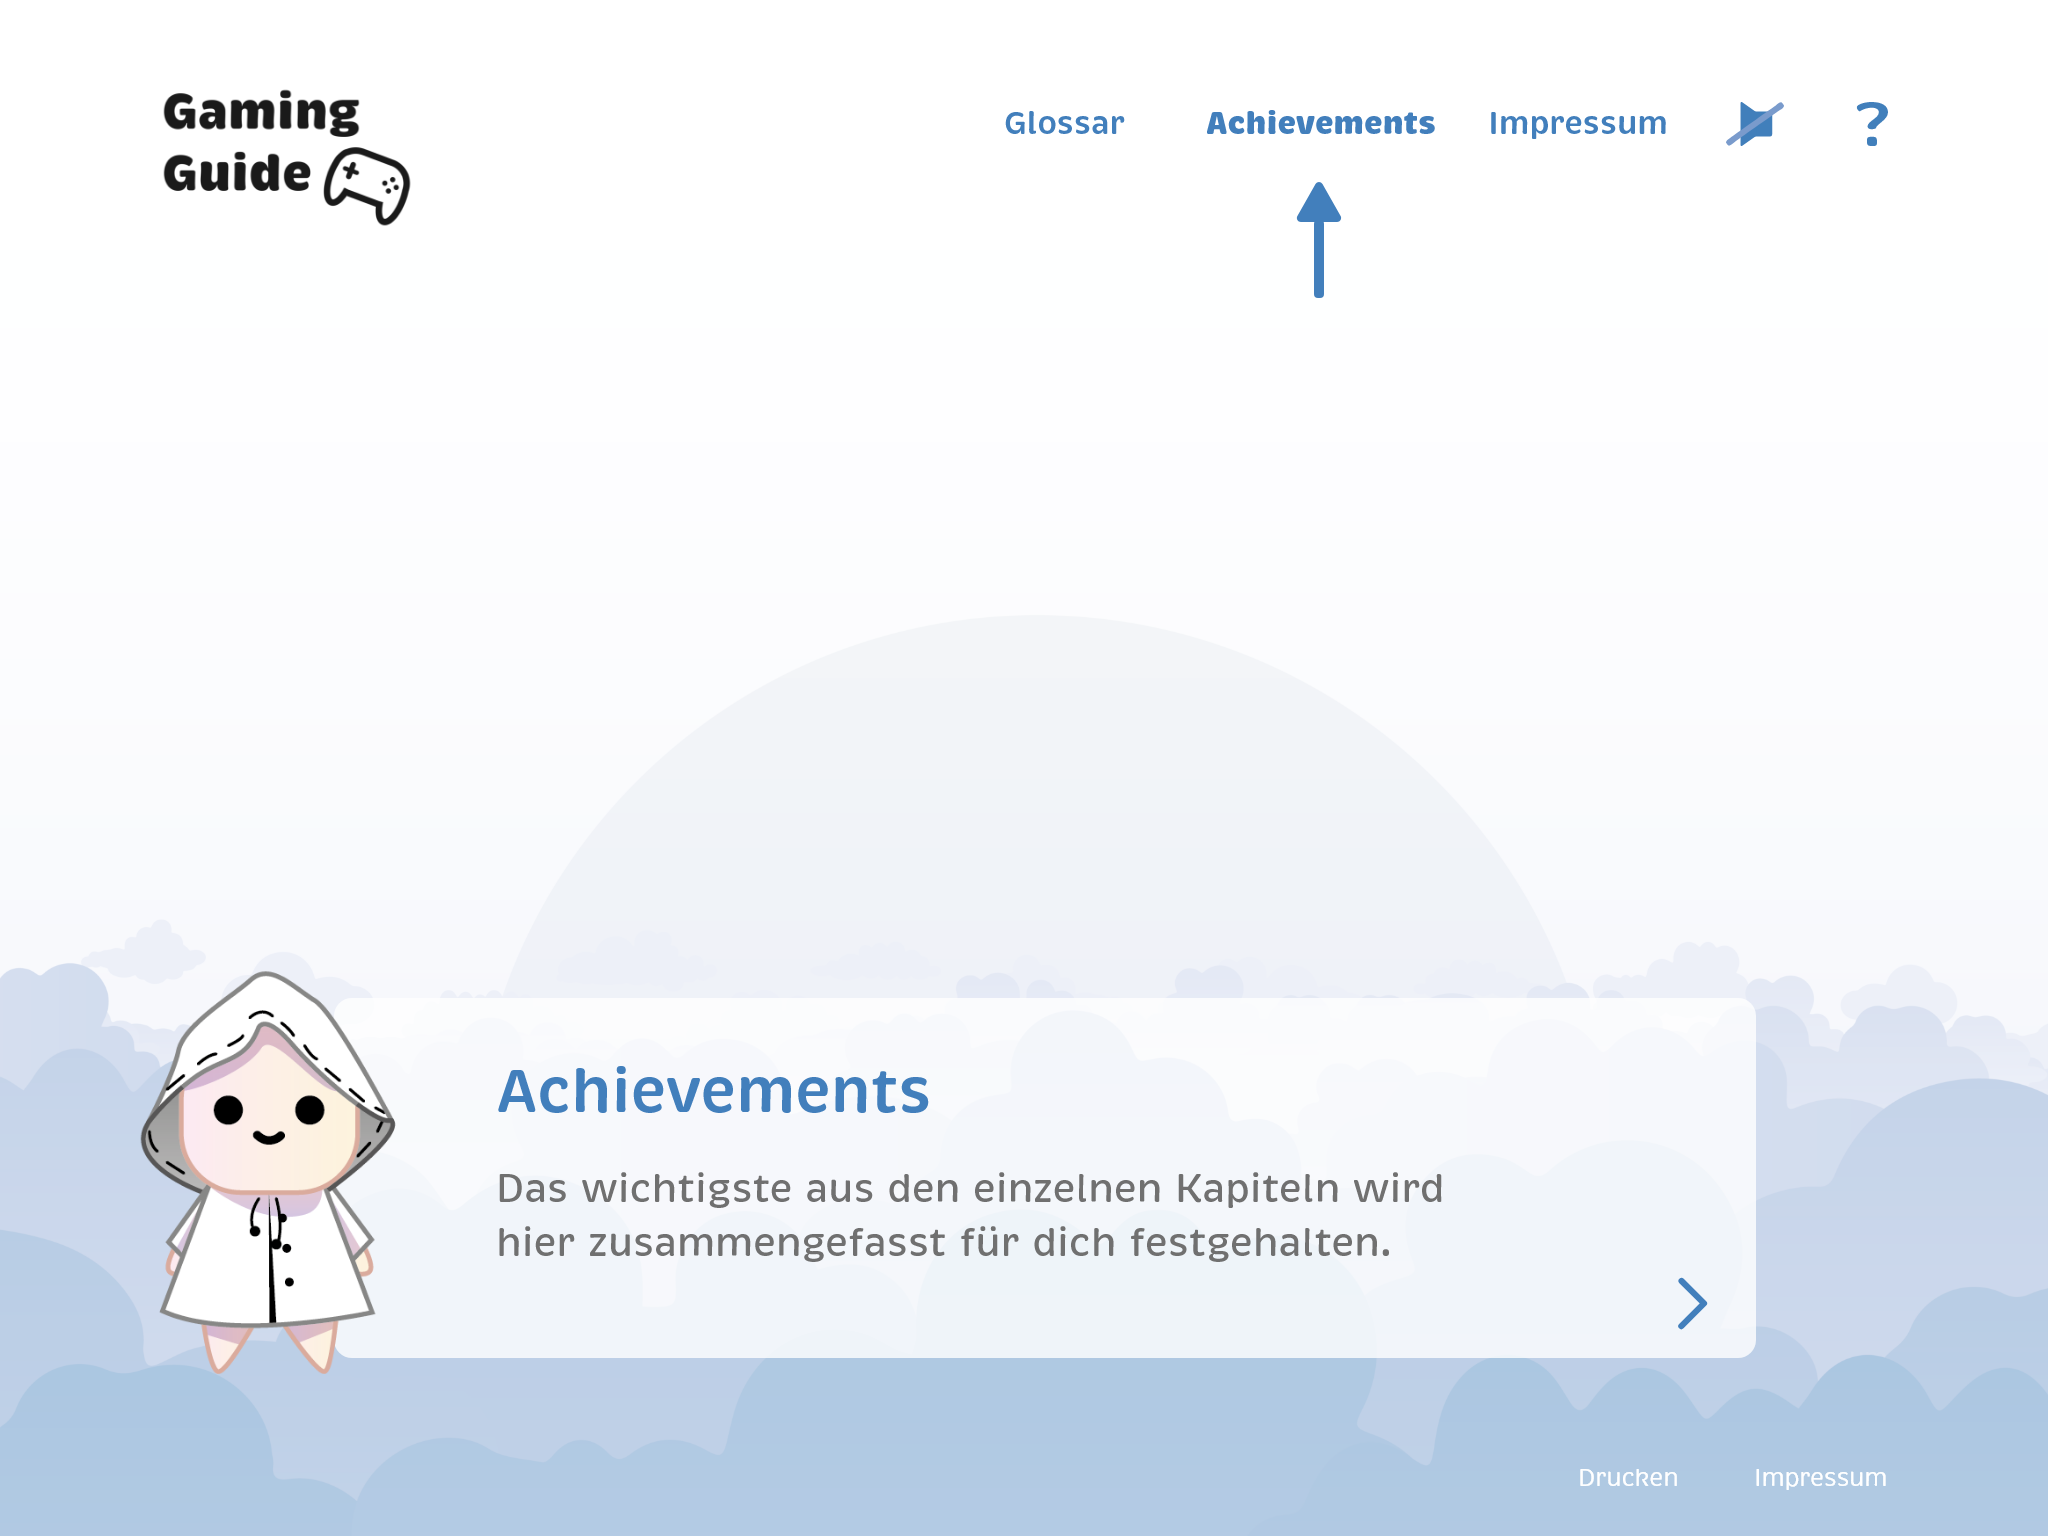 Gaming
Guide
Glossar Achievements Impressum ?
Achievements
Das wichtigste aus den einzelnen Kapiteln wird
hier zusammengefasst für dich festgehalten.
Drucken Impressum